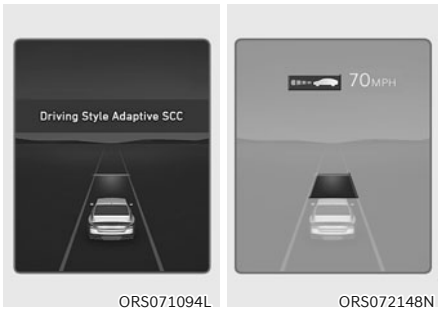 Driving Style Adaptive SCC
70MPH
ORS071094L
ORS072148N